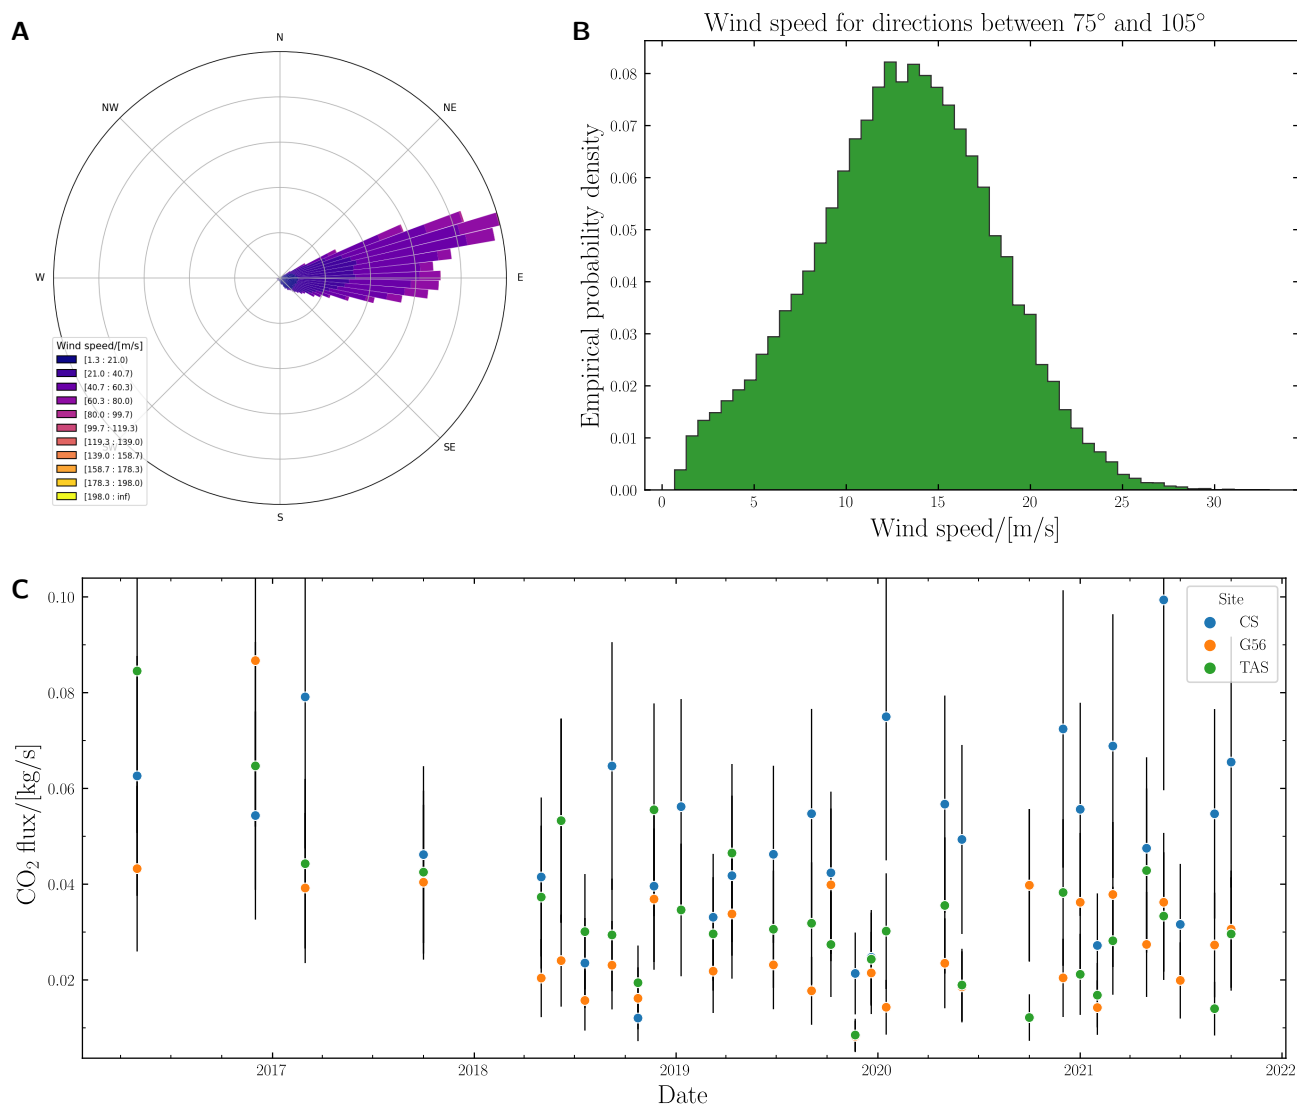 A
N
NW
NE
W
E
SE
S
Wind speed/[m/s]
[1.3 : 21.0)
[21.0 : 40.7)
[40.7 : 60.3)
[60.3 : 80.0)
[80.0 : 99.7)
[99.7 : 119.3)
[119.3 : 139.0)
[139.0 : 158.7)
[158.7 : 178.3)
[178.3 : 198.0)
[198.0 : inf)
B
Wind speed for directions between 75° and 105°
Empirical probability density
0.08
0.07
0.06
0.05
0.04
0.03
0.02
0.01
0.00
0 5 10 15 20 25 30
Wind speed/[m/s]
C
CO₂ flux/[kg/s]
0.10
0.08
0.06
0.04
0.02
Site
CS
G56
TAS
2017 2018 2019 2020 2021 2022
Date